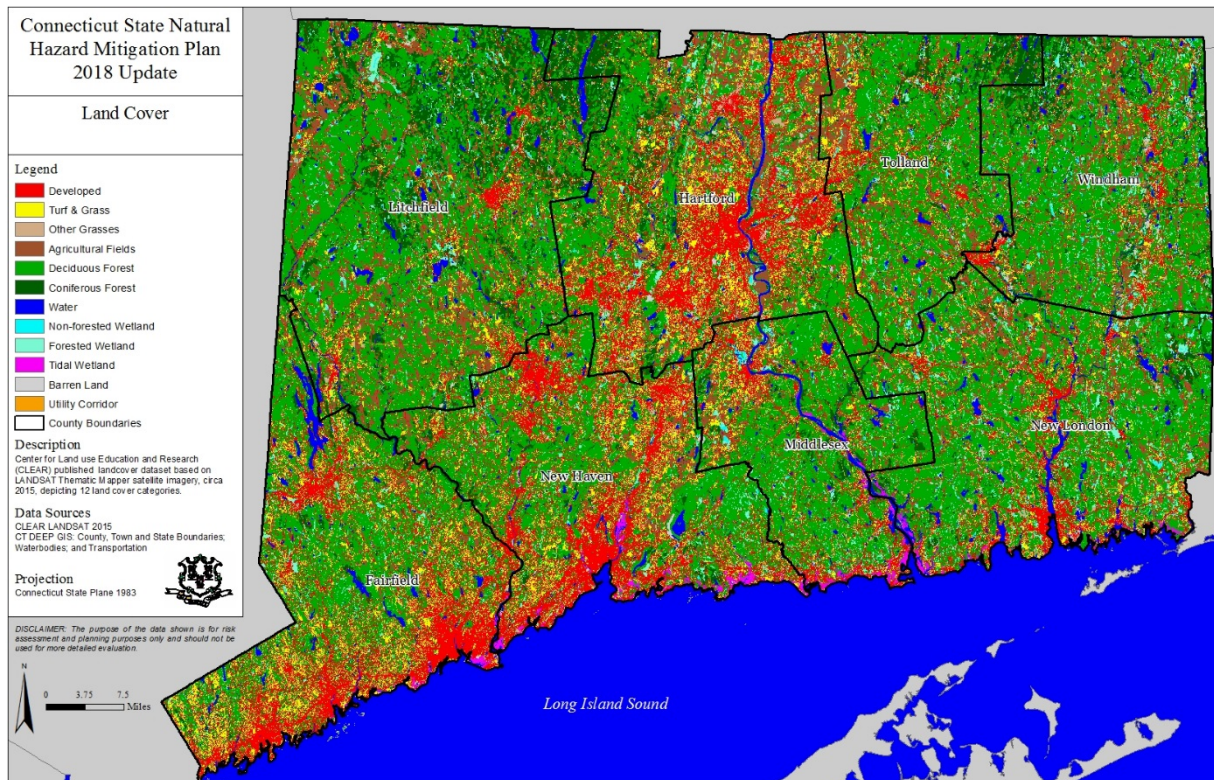 Connecticut State Natural
Hazard Mitigation Plan
2018 Update
Land Cover
Legend
Developed
Turf & Grass
Other Grasses
Agricultural Fields
Deciduous Forest
Coniferous Forest
Water
Non-forested Wetland
Forested Wetland
Tidal Wetland
Barren Land
Utility Corridor
County Boundaries
Description
Center for Land use Education and Research
(CLEAR) published landcover dataset based on
LANDSAT Thematic Mapper satellite imagery, circa
2015, depicting 12 land cover categories.
Data Sources
CLEAR LANDSAT 2015
CT DEEP GIS: County, Town and State Boundaries;
Waterbodies; and Transportation
Projection
Connecticut State Plane 1983
DISCLAIMER: The purpose of the data shown is for risk
assessment and planning purposes only and should not be
used for more detailed evaluation.
N
0 3.75 7.5
Miles
Litchfield
Hartford
Tolland
Windham
Fairfield
New Haven
Middlesex
New London
Long Island Sound